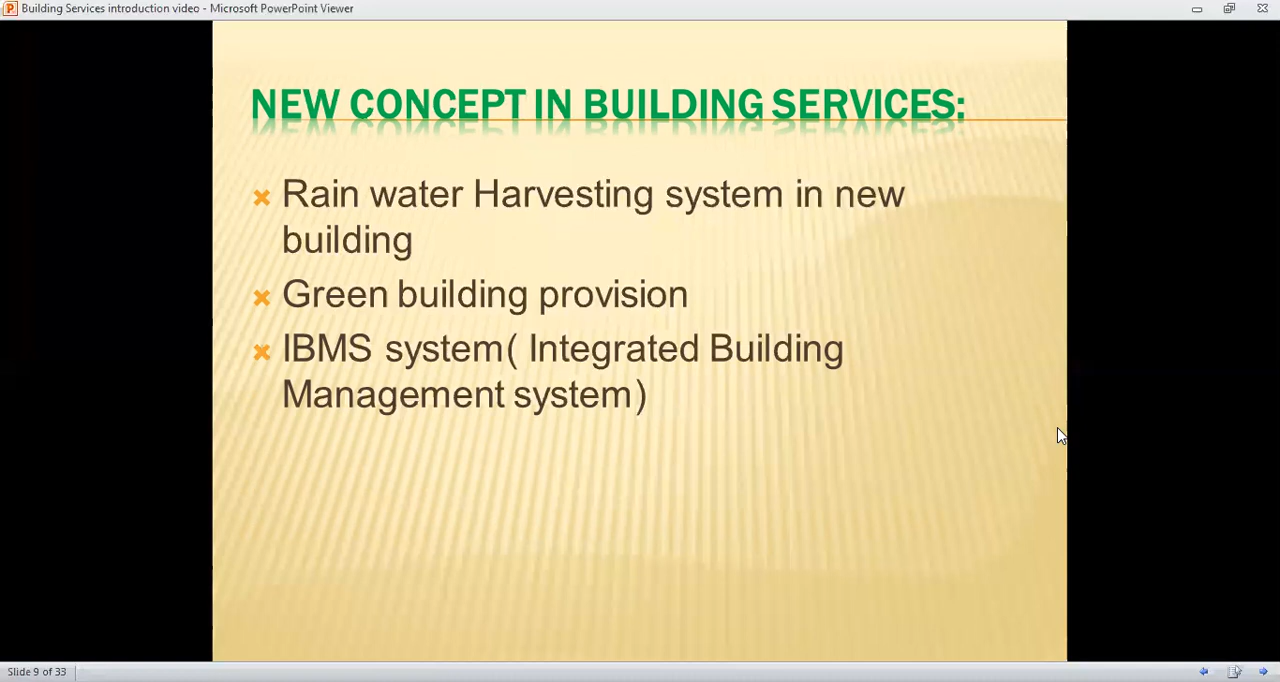 Building Services introduction video - Microsoft PowerPoint Viewer
NEW CONCEPT IN BUILDING SERVICES:
Rain water Harvesting system in new
building
Green building provision
IBMS system( Integrated Building
Management system)
Slide 9 of 33